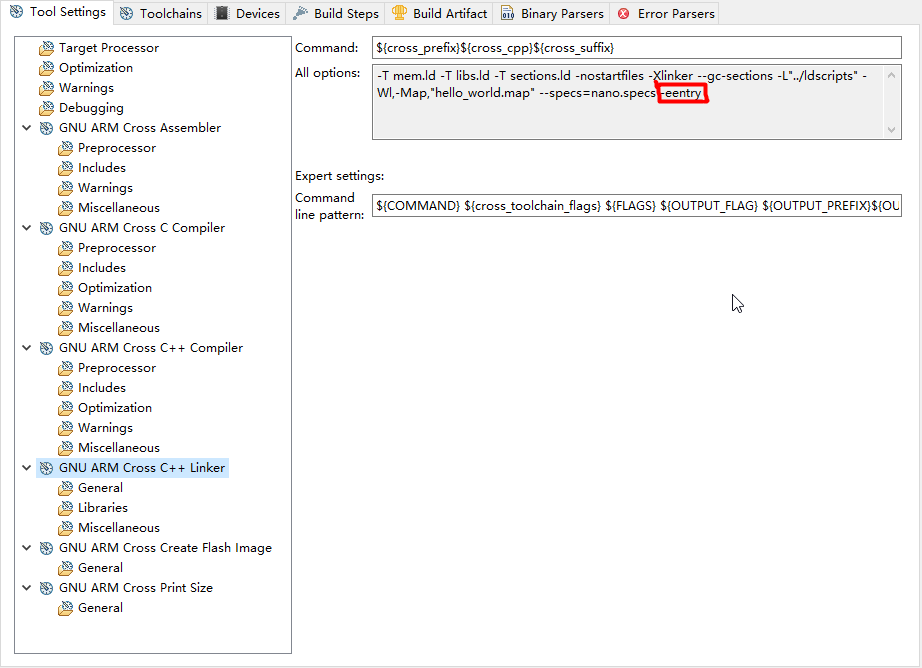 Tool Settings Toolchains Devices Build Steps Build Artifact Binary Parsers Error Parsers
Target Processor
Optimization
Warnings
Debugging
GNU ARM Cross Assembler
Preprocessor
Includes
Warnings
Miscellaneous
GNU ARM Cross C Compiler
Preprocessor
Includes
Optimization
Warnings
Miscellaneous
GNU ARM Cross C++ Compiler
Preprocessor
Includes
Optimization
Warnings
Miscellaneous
GNU ARM Cross C++ Linker
General
Libraries
Miscellaneous
GNU ARM Cross Create Flash Image
General
GNU ARM Cross Print Size
General
Command: ${cross_prefix}${cross_cpp}${cross_suffix}
All options: -T mem.ld -T libs.ld -T sections.ld -nostartfiles -Xlinker --gc-sections -L"../ldscripts" -
Wl,-Map,"hello_world.map" --specs=nano.specs -eentry
Expert settings:
Command
line pattern: ${COMMAND} ${cross_toolchain_flags} ${FLAGS} ${OUTPUT_FLAG} ${OUTPUT_PREFIX}${OU